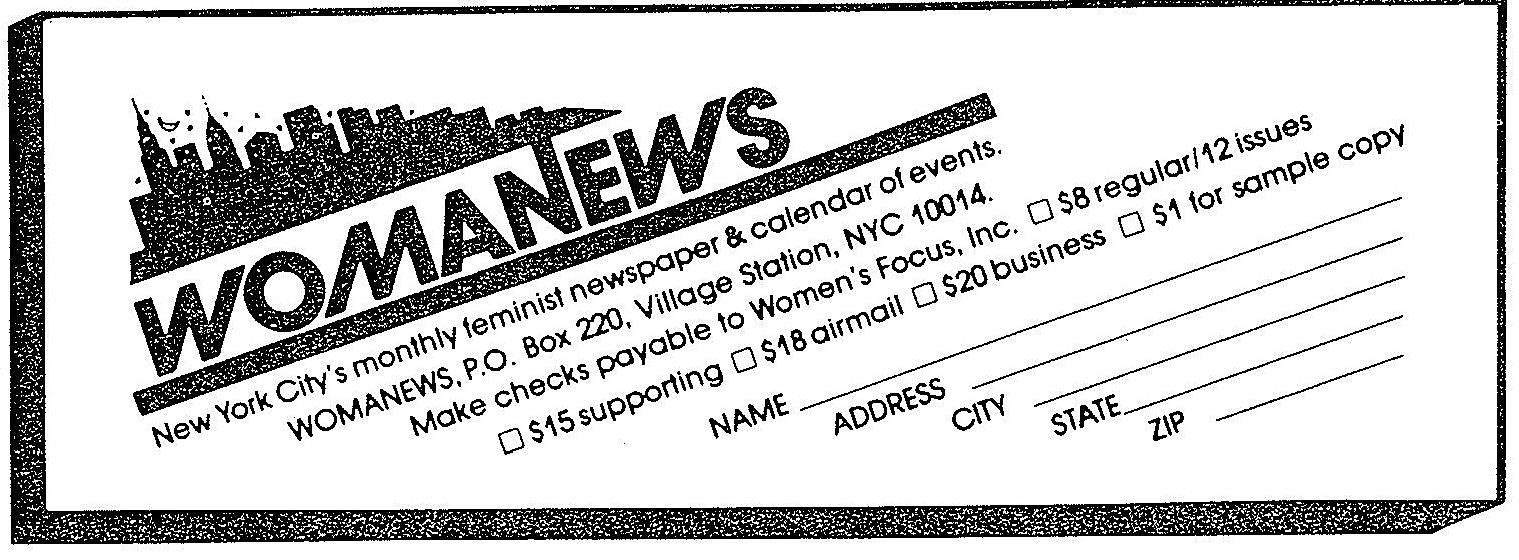 WOMANEWS
New York City's monthly feminist newspaper & calendar of events.
WOMANEWS, P.O. Box 220, Village Station, NYC 10014.
Make checks payable to Women's Focus, Inc. □ $8 regular/12 issues
□ $15 supporting □ $18 airmail □ $20 business □ $1 for sample copy
NAME
ADDRESS
CITY
STATE
ZIP